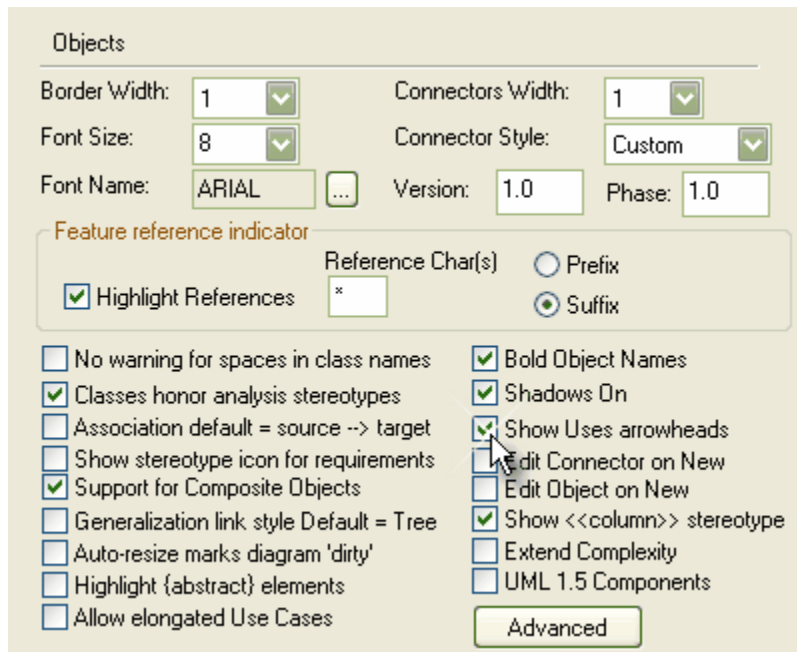 Objects
Border Width: 1 Connectors Width: 1
Font Size: 8 Connector Style: Custom
Font Name: ARIAL ... Version: 1.0 Phase: 1.0
Feature reference indicator
Reference Char(s) Prefix
Highlight References * Suffix
No warning for spaces in class names Bold Object Names
Classes honor analysis stereotypes Shadows On
Association default = source --> target Show Uses arrowheads
Show stereotype icon for requirements Edit Connector on New
Support for Composite Objects Edit Object on New
Generalization link style Default = Tree Show <<column>> stereotype
Auto-resize marks diagram 'dirty' Extend Complexity
Highlight {abstract} elements UML 1.5 Components
Allow elongated Use Cases Advanced